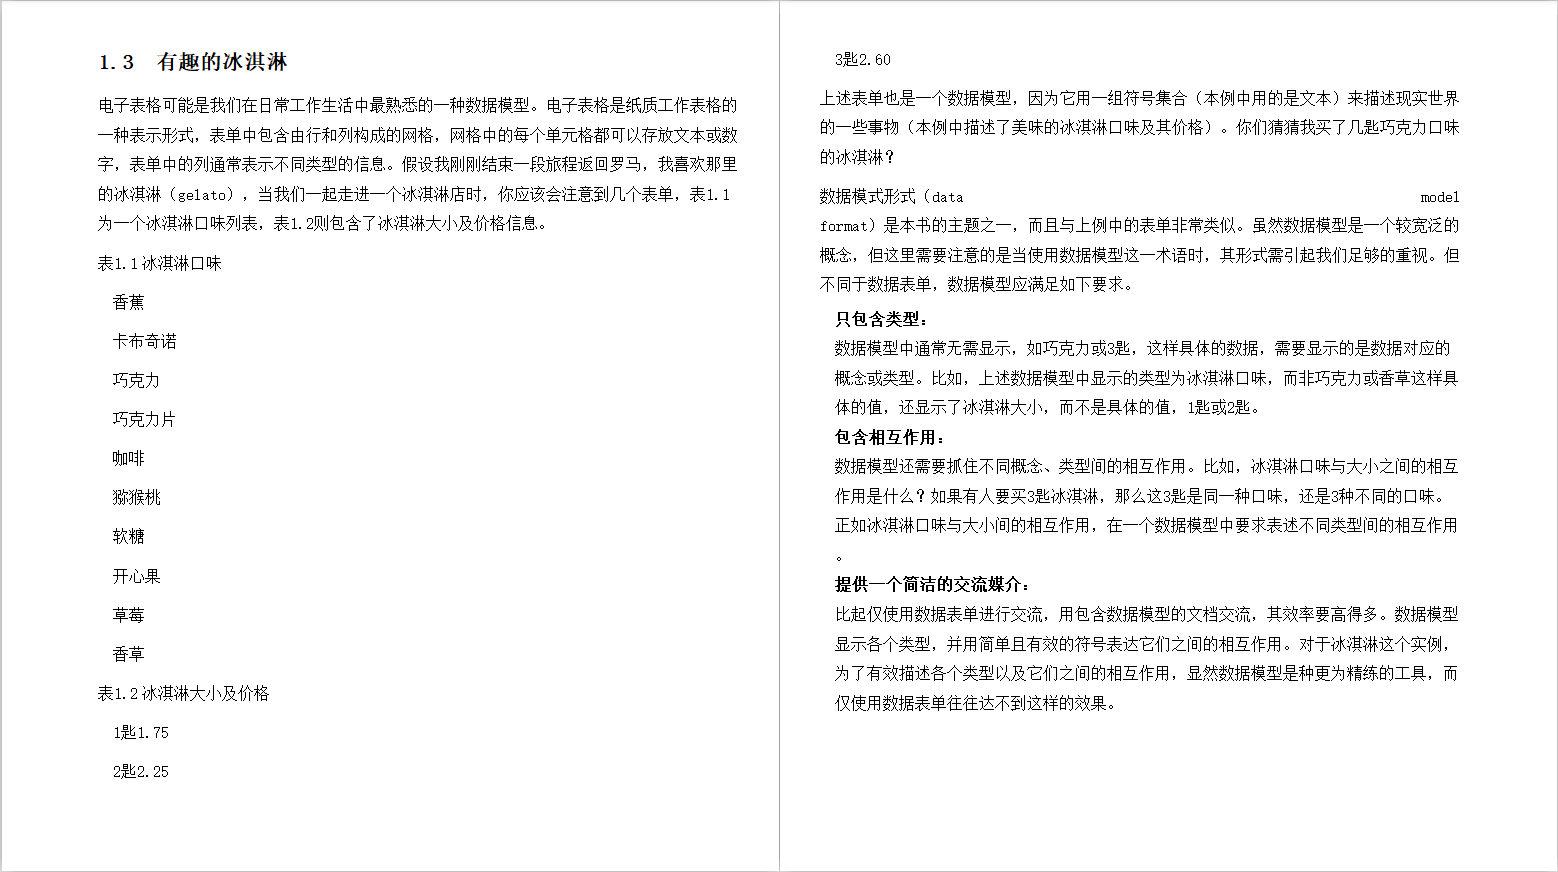 1.3 有趣的冰淇淋
电子表格可能是我们在日常工作生活中最熟悉的一种数据模型。电子表格是纸质工作表格的
一种表示形式，表单中包含由行和列构成的网格，网格中的每个单元格都可以存放文本或数
字，表单中的列通常表示不同类型的信息。假设我刚刚结束一段旅程返回罗马，我喜欢那里
的冰淇淋（gelato），当我们一起走进一个冰淇淋店时，你应该会注意到几个表单，表1.1
为一个冰淇淋口味列表，表1.2则包含了冰淇淋大小及价格信息。
表1.1 冰淇淋口味
香蕉
卡布奇诺
巧克力
巧克力片
咖啡
猕猴桃
软糖
开心果
草莓
香草
表1.2 冰淇淋大小及价格
1匙1.75
2匙2.25
3匙2.60
上述表单也是一个数据模型，因为它用一组符号集合（本例中用的是文本）来描述现实世界
的一些事物（本例中描述了美味的冰淇淋口味及其价格）。你们猜猜我买了几匙巧克力口味
的冰淇淋？
数据模式形式（data model
format）是本书的主题之一，而且与上例中的表单非常类似。虽然数据模型是一个较宽泛的
概念，但这里需要注意的是当使用数据模型这一术语时，其形式需引起我们足够的重视。但
不同于数据表单，数据模型应满足如下要求。
只包含类型：
数据模型中通常无需显示，如巧克力或3匙，这样具体的数据，需要显示的是数据对应的
概念或类型。比如，上述数据模型中显示的类型为冰淇淋口味，而非巧克力或香草这样具
体的值，还显示了冰淇淋大小，而不是具体的值，1匙或2匙。
包含相互作用：
数据模型还需要抓住不同概念、类型间的相互作用。比如，冰淇淋口味与大小之间的相互
作用是什么？如果有人要买3匙冰淇淋，那么这3匙是同一种口味，还是3种不同的口味。
正如冰淇淋口味与大小间的相互作用，在一个数据模型中要求表述不同类型间的相互作用
。
提供一个简洁的交流媒介：
比起仅使用数据表单进行交流，用包含数据模型的文档交流，其效率要高得多。数据模型
显示各个类型，并用简单且有效的符号表达它们之间的相互作用。对于冰淇淋这个实例，
为了有效描述各个类型以及它们之间的相互作用，显然数据模型是种更为精练的工具，而
仅使用数据表单往往达不到这样的效果。